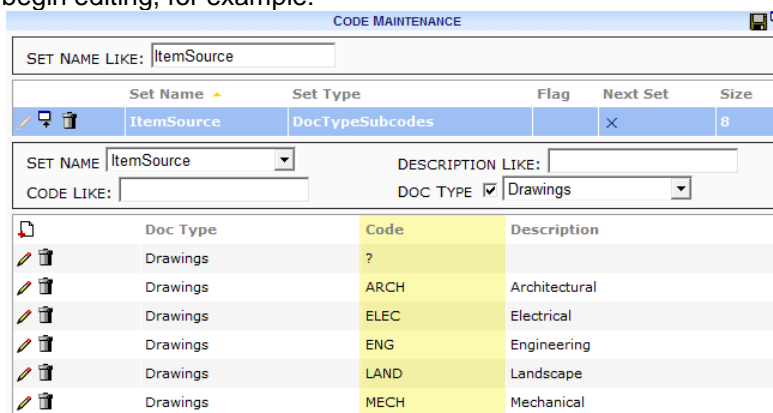 begin editing, for example:
CODE MAINTENANCE
SET NAME LIKE: ItemSource
Set Name Set Type Flag Next Set Size
ItemSource DocTypeSubcodes X 8
SET NAME ItemSource DESCRIPTION LIKE:
CODE LIKE: DOC TYPE Drawings
Doc Type Code Description
Drawings ?
Drawings ARCH Architectural
Drawings ELEC Electrical
Drawings ENG Engineering
Drawings LAND Landscape
Drawings MECH Mechanical